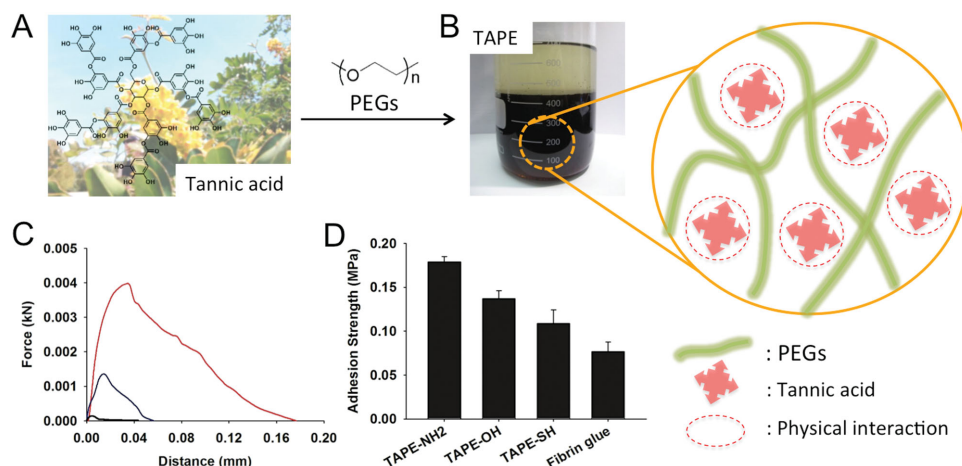 A
Tannic acid
O
n
PEGs
B
TAPE
600
400
300
200
100
C
0.005
0.004
0.003
0.002
0.001
0.000
Force (kN)
0.00 0.04 0.08 0.12 0.16 0.20
Distance (mm)
D
0.20
0.15
0.10
0.05
0.00
Adhesion Strength (MPa)
TAPE-NH2
TAPE-OH
TAPE-SH
Fibrin glue
: PEGs
: Tannic acid
: Physical interaction